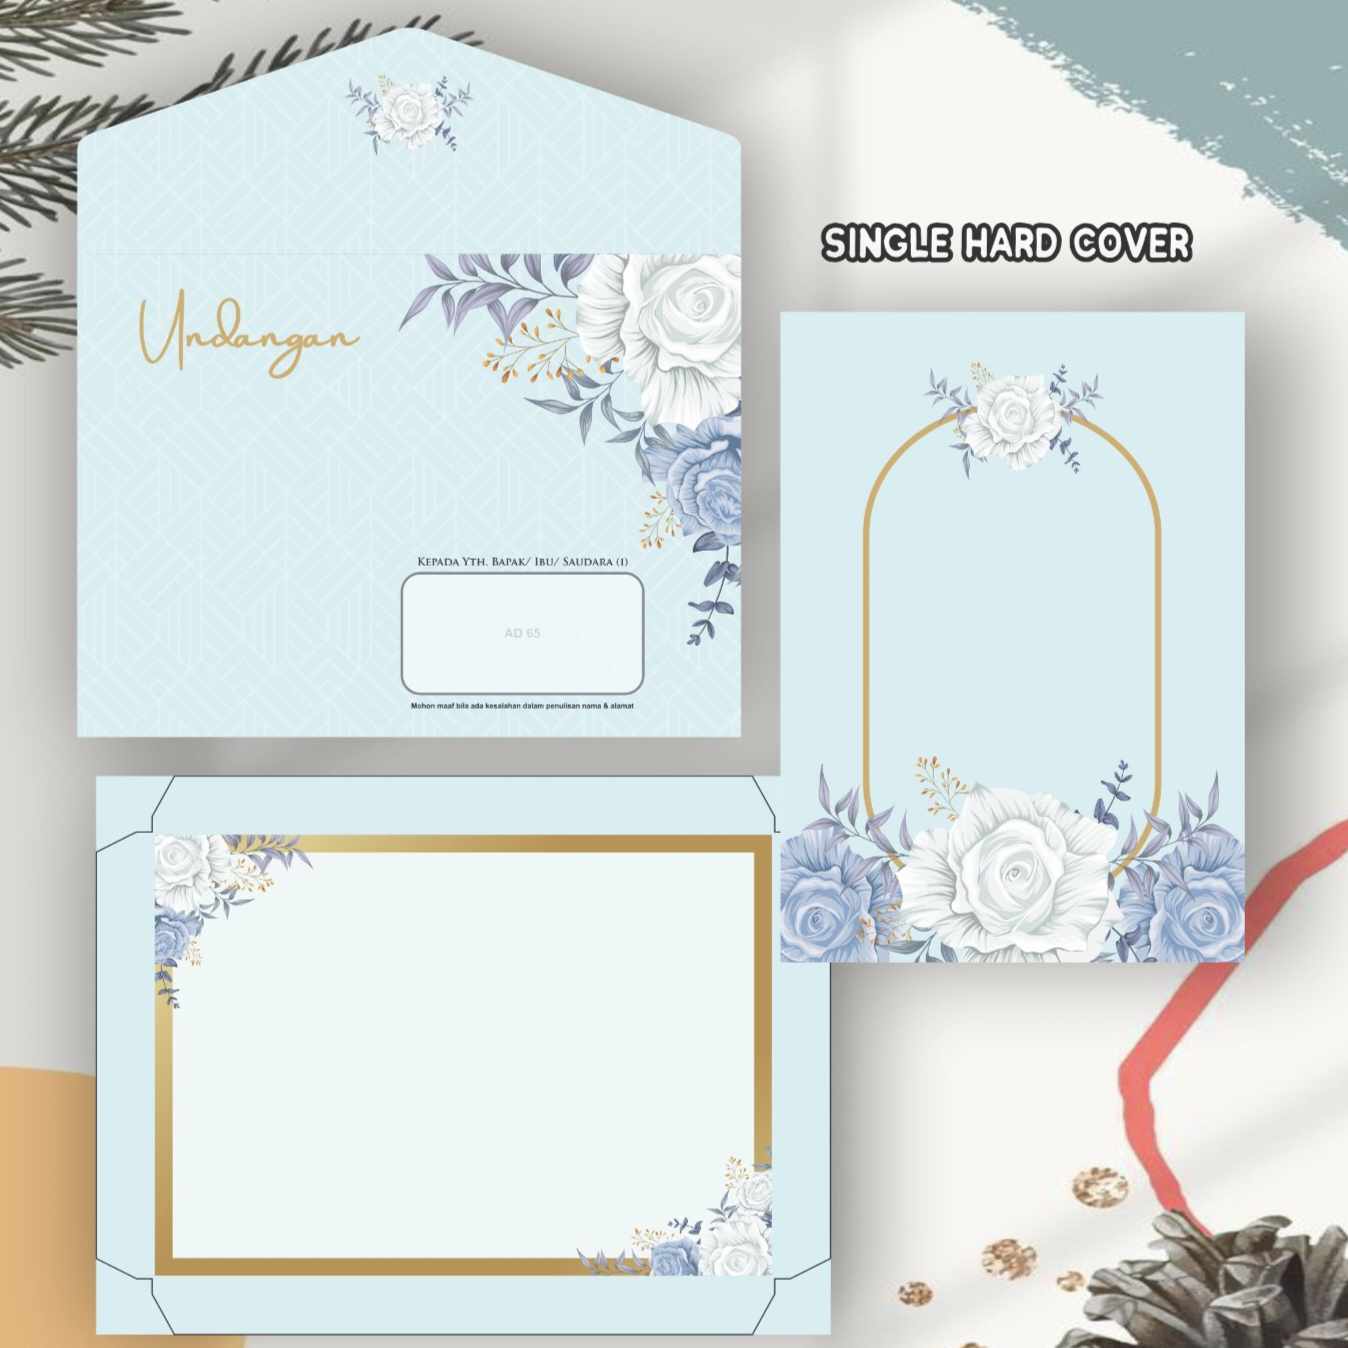 SINGLE HARD COVER
Undangan
KEPADA YTH. BAPAK/ IBU/ SAUDARA (I)
AD 65
Mohon maaf bila ada kesalahan dalam penulisan nama & alamat